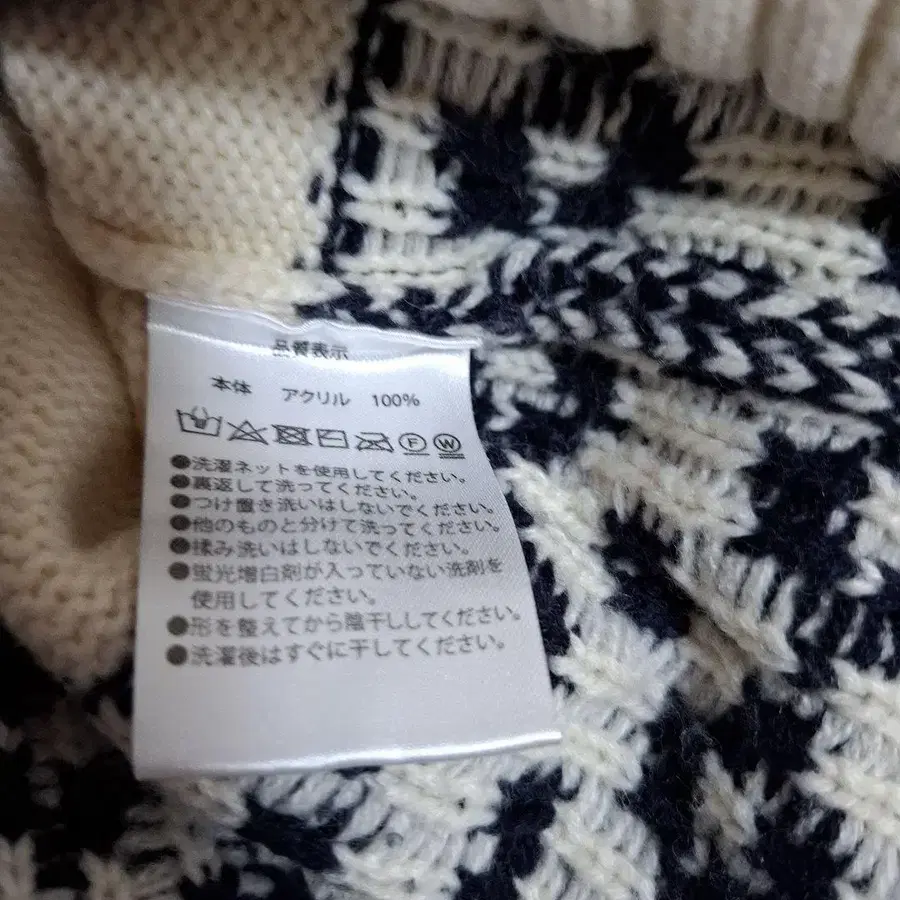 品質表示
本体 アクリル 100%
F W
●洗濯ネットを使用してください。
●裏返して洗ってください。
●つけ置き洗いはしないでください。
●他のものと分けて洗ってください。
●揉み洗いはしないでください。
●蛍光増白剤が入っていない洗剤を
使用してください。
●形を整えてから陰干ししてください。
●洗濯後はすぐに干してください。